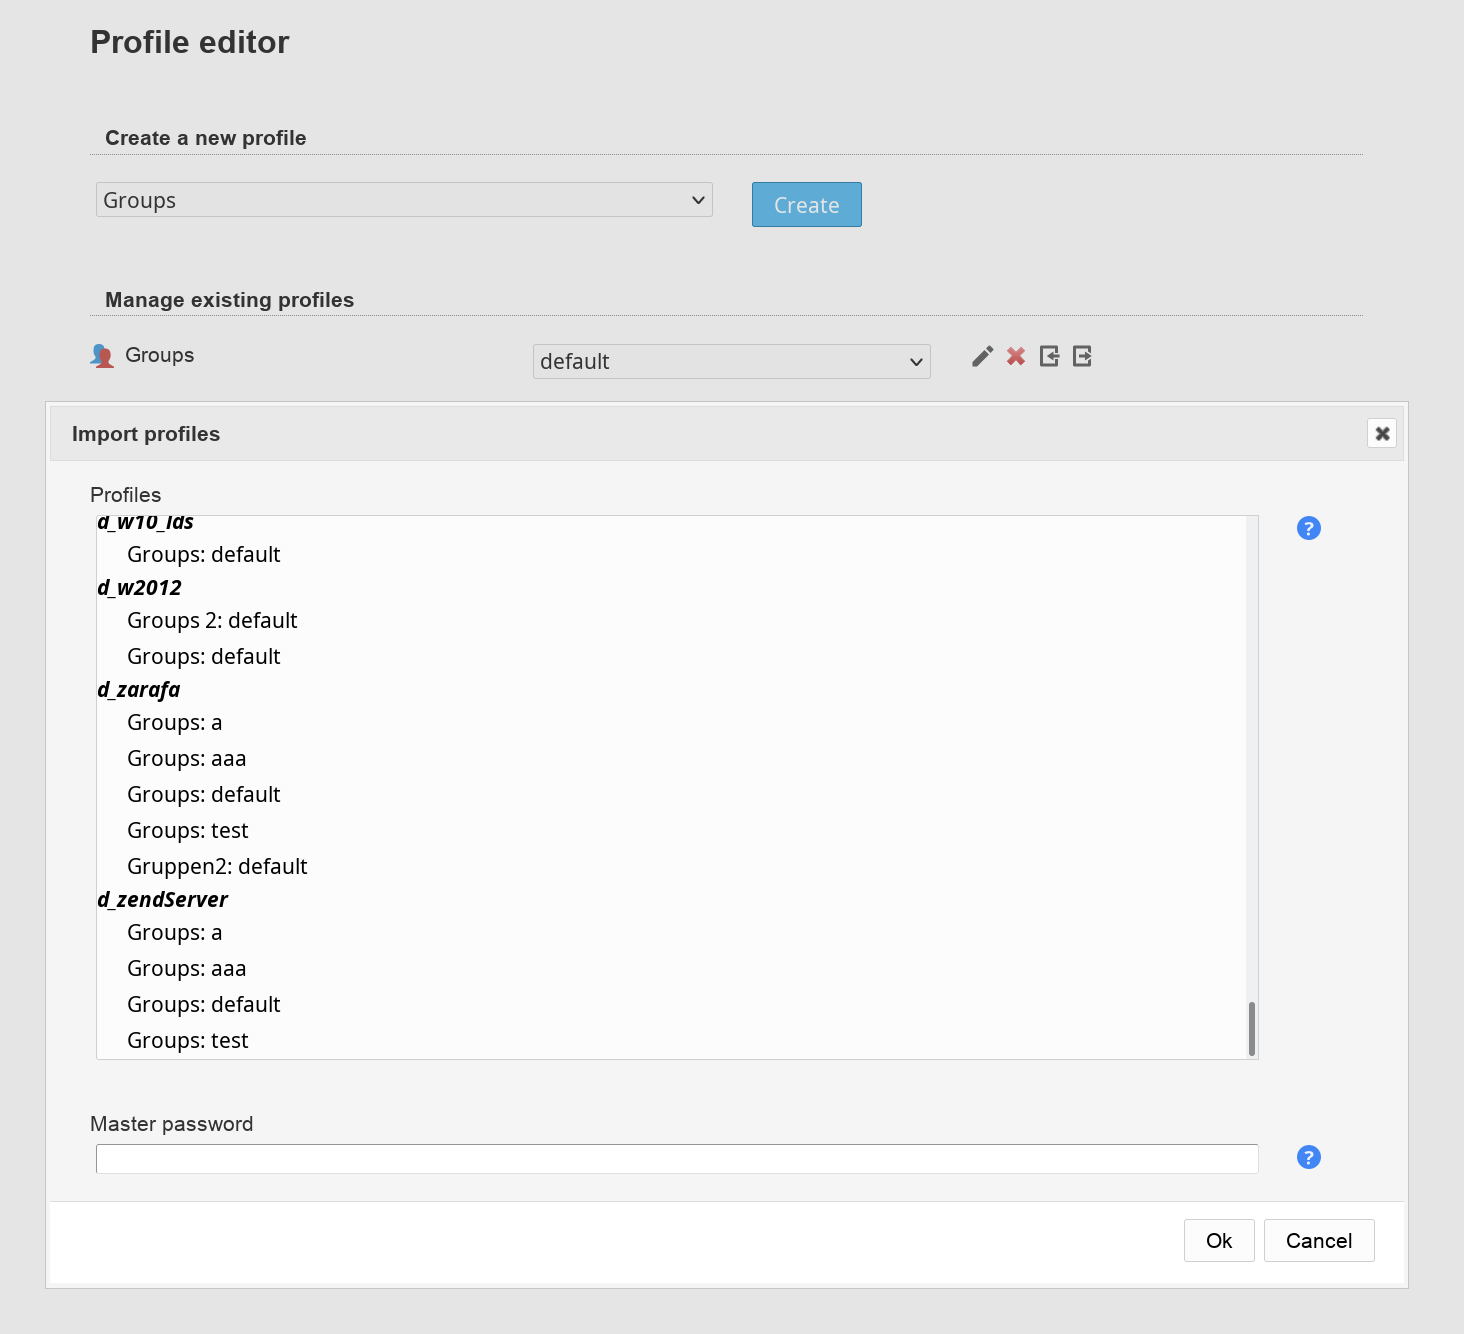 Profile editor
Create a new profile
Groups
Create
Manage existing profiles
Groups
default
Import profiles
Profiles
d_w10_lds
Groups: default
d_w2012
Groups 2: default
Groups: default
d_zarafa
Groups: a
Groups: aaa
Groups: default
Groups: test
Gruppen2: default
d_zendServer
Groups: a
Groups: aaa
Groups: default
Groups: test
Master password
Ok
Cancel